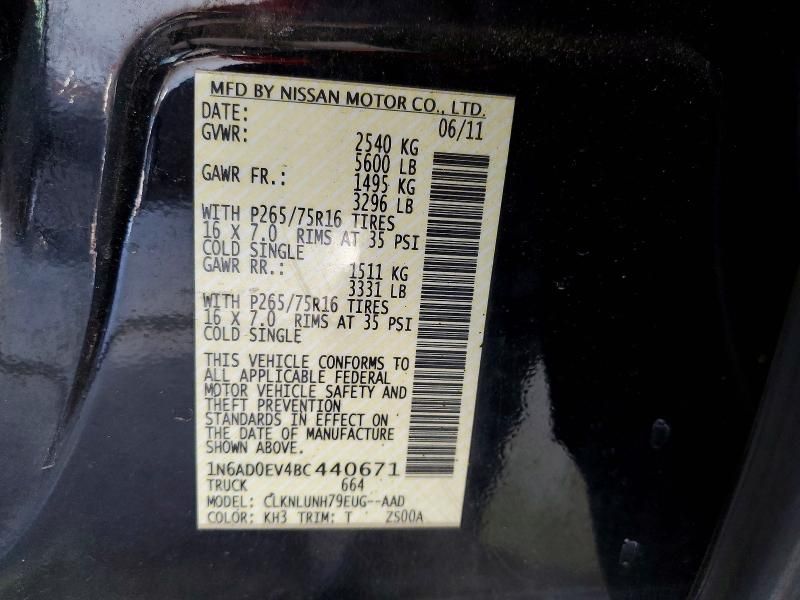 MFD BY NISSAN MOTOR CO., LTD.
DATE: 06/11
GVWR: 2540 KG
5600 LB
GAWR FR.: 1495 KG
3296 LB
WITH P265/75R16 TIRES
16 X 7.0 RIMS AT 35 PSI
COLD SINGLE
GAWR RR.: 1511 KG
3331 LB
WITH P265/75R16 TIRES
16 X 7.0 RIMS AT 35 PSI
COLD SINGLE
THIS VEHICLE CONFORMS TO
ALL APPLICABLE FEDERAL
MOTOR VEHICLE SAFETY AND
THEFT PREVENTION
STANDARDS IN EFFECT ON
THE DATE OF MANUFACTURE
SHOWN ABOVE.
1N6AD0EV4BC440671
TRUCK 664
MODEL: CLKNLUNH79EUG--AAD
COLOR: KH3 TRIM: T ZS00A